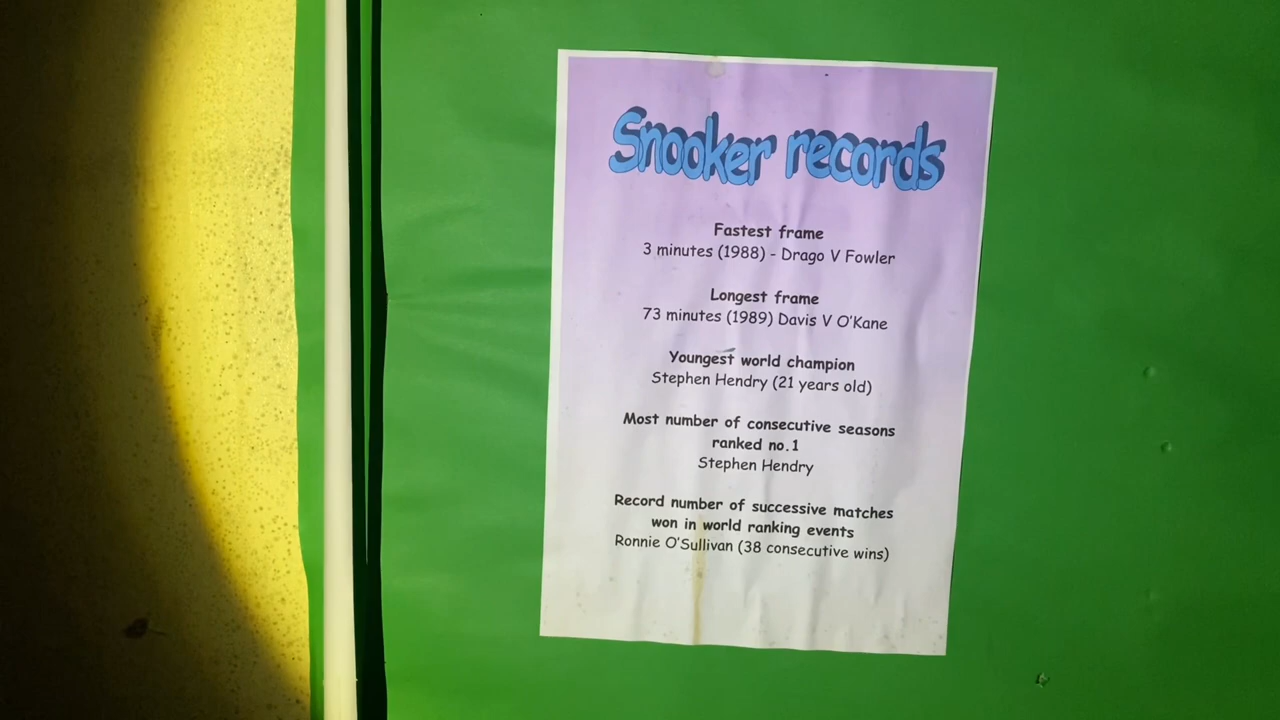 Snooker records
Fastest frame
3 minutes (1988) - Drago V Fowler
Longest frame
73 minutes (1989) Davis V O'Kane
Youngest world champion
Stephen Hendry (21 years old)
Most number of consecutive seasons
ranked no.1
Stephen Hendry
Record number of successive matches
won in world ranking events
Ronnie O'Sullivan (38 consecutive wins)